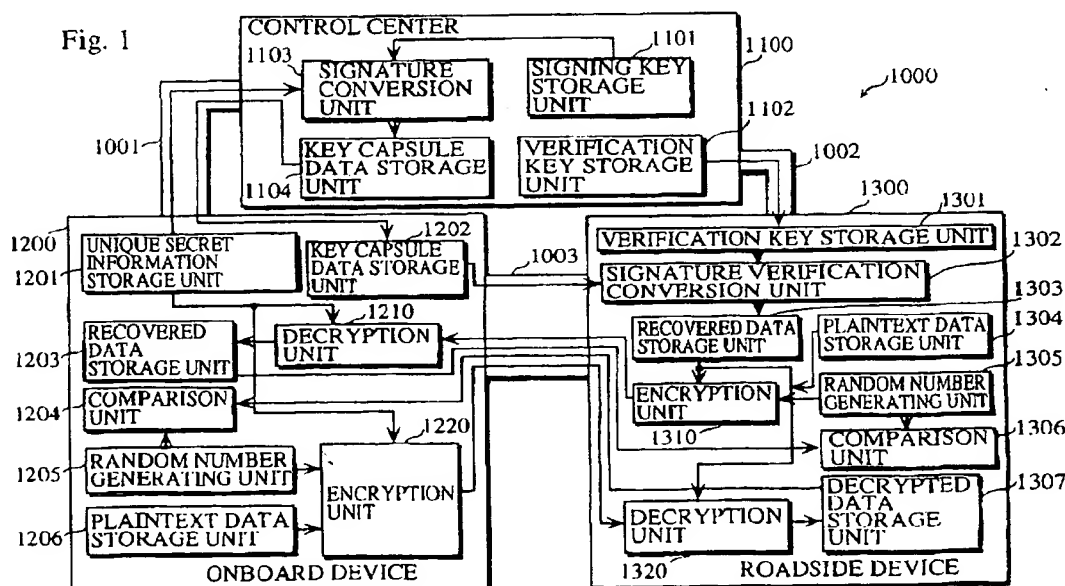 Fig. 1
1000
CONTROL CENTER
1100
1101
SIGNING KEY
STORAGE
UNIT
1103
SIGNATURE
CONVERSION
UNIT
1102
VERIFICATION
KEY STORAGE
UNIT
1104
KEY CAPSULE
DATA STORAGE
UNIT
1001
1002
1003
1200
1201
UNIQUE SECRET
INFORMATION
STORAGE UNIT
1202
KEY CAPSULE
DATA STORAGE
UNIT
1210
DECRYPTION
UNIT
1203
RECOVERED
DATA
STORAGE UNIT
1204
COMPARISON
UNIT
1205
RANDOM NUMBER
GENERATING UNIT
1206
PLAINTEXT DATA
STORAGE UNIT
1220
ENCRYPTION
UNIT
ONBOARD DEVICE
1300
1301
VERIFICATION KEY STORAGE UNIT
1302
SIGNATURE VERIFICATION
CONVERSION UNIT
1303
RECOVERED DATA
STORAGE UNIT
1304
PLAINTEXT DATA
STORAGE UNIT
1305
RANDOM NUMBER
GENERATING UNIT
ENCRYPTION
UNIT
1310
1306
COMPARISON
UNIT
1307
DECRYPTED
DATA
STORAGE
UNIT
DECRYPTION
UNIT
1320
ROADSIDE DEVICE